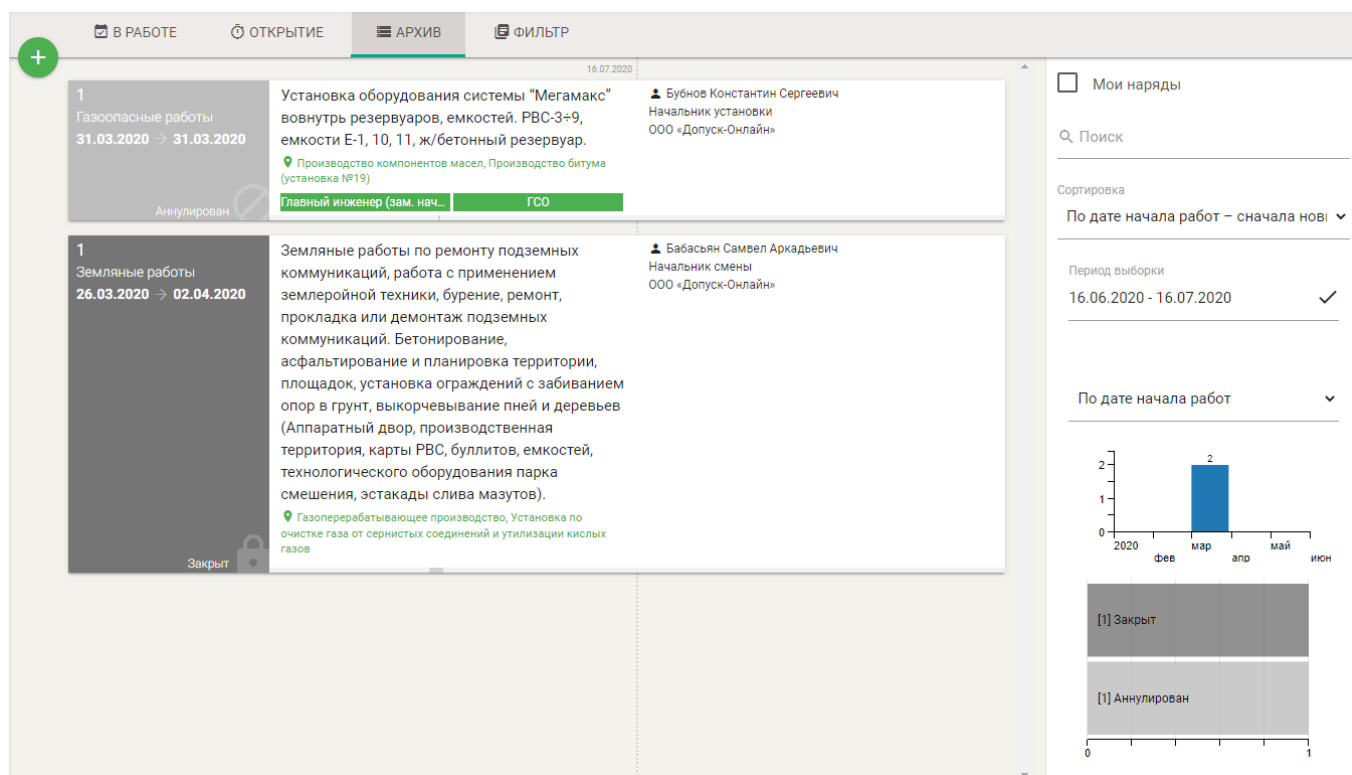 В РАБОТЕ
ОТКРЫТИЕ
АРХИВ
ФИЛЬТР
+
16.07.2020
1
Газоопасные работы
31.03.2020 → 31.03.2020
Аннулирован
Установка оборудования системы “Мегамакс”
вовнутрь резервуаров, емкостей. РВС-3÷9,
емкости Е-1, 10, 11, ж/бетонный резервуар.
Производство компонентов масел, Производство битума
(установка №19)
Главный инженер (зам. нач...
ГСО
Бубнов Константин Сергеевич
Начальник установки
ООО «Допуск-Онлайн»
1
Земляные работы
26.03.2020 → 02.04.2020
Закрыт
Земляные работы по ремонту подземных
коммуникаций, работа с применением
землеройной техники, бурение, ремонт,
прокладка или демонтаж подземных
коммуникаций. Бетонирование,
асфальтирование и планировка территории,
площадок, установка ограждений с забиванием
опор в грунт, выкорчевывание пней и деревьев
(Аппаратный двор, производственная
территория, карты РВС, буллитов, емкостей,
технологического оборудования парка
смешения, эстакады слива мазутов).
Газоперерабатывающее производство, Установка по
очистке газа от сернистых соединений и утилизации кислых
газов
Бабасьян Самвел Аркадьевич
Начальник смены
ООО «Допуск-Онлайн»
Мои наряды
Поиск
Сортировка
По дате начала работ – сначала новı
Период выборки
16.06.2020 - 16.07.2020
По дате начала работ
2
2
1
0
2020
фев
мар
апр
май
июн
[1] Закрыт
[1] Аннулирован
0
1